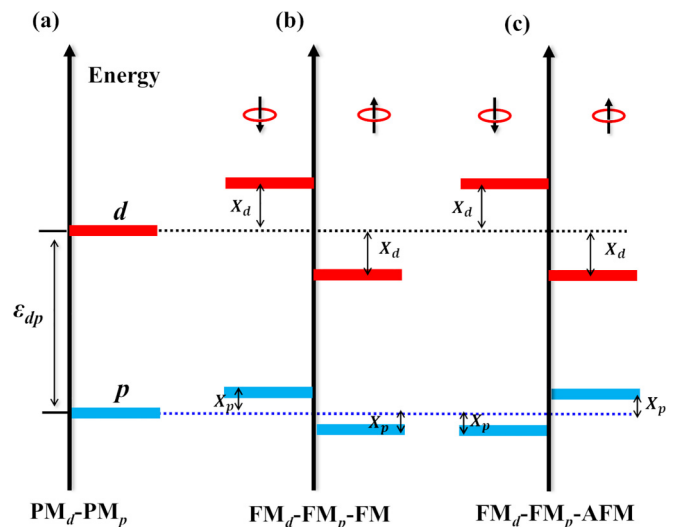 (a)
(b)
(c)
Energy
X_d
X_d
d
X_d
X_d
ε_dp
p
X_p
X_p
X_p
X_p
PM_d-PM_p
FM_d-FM_p-FM
FM_d-FM_p-AFM